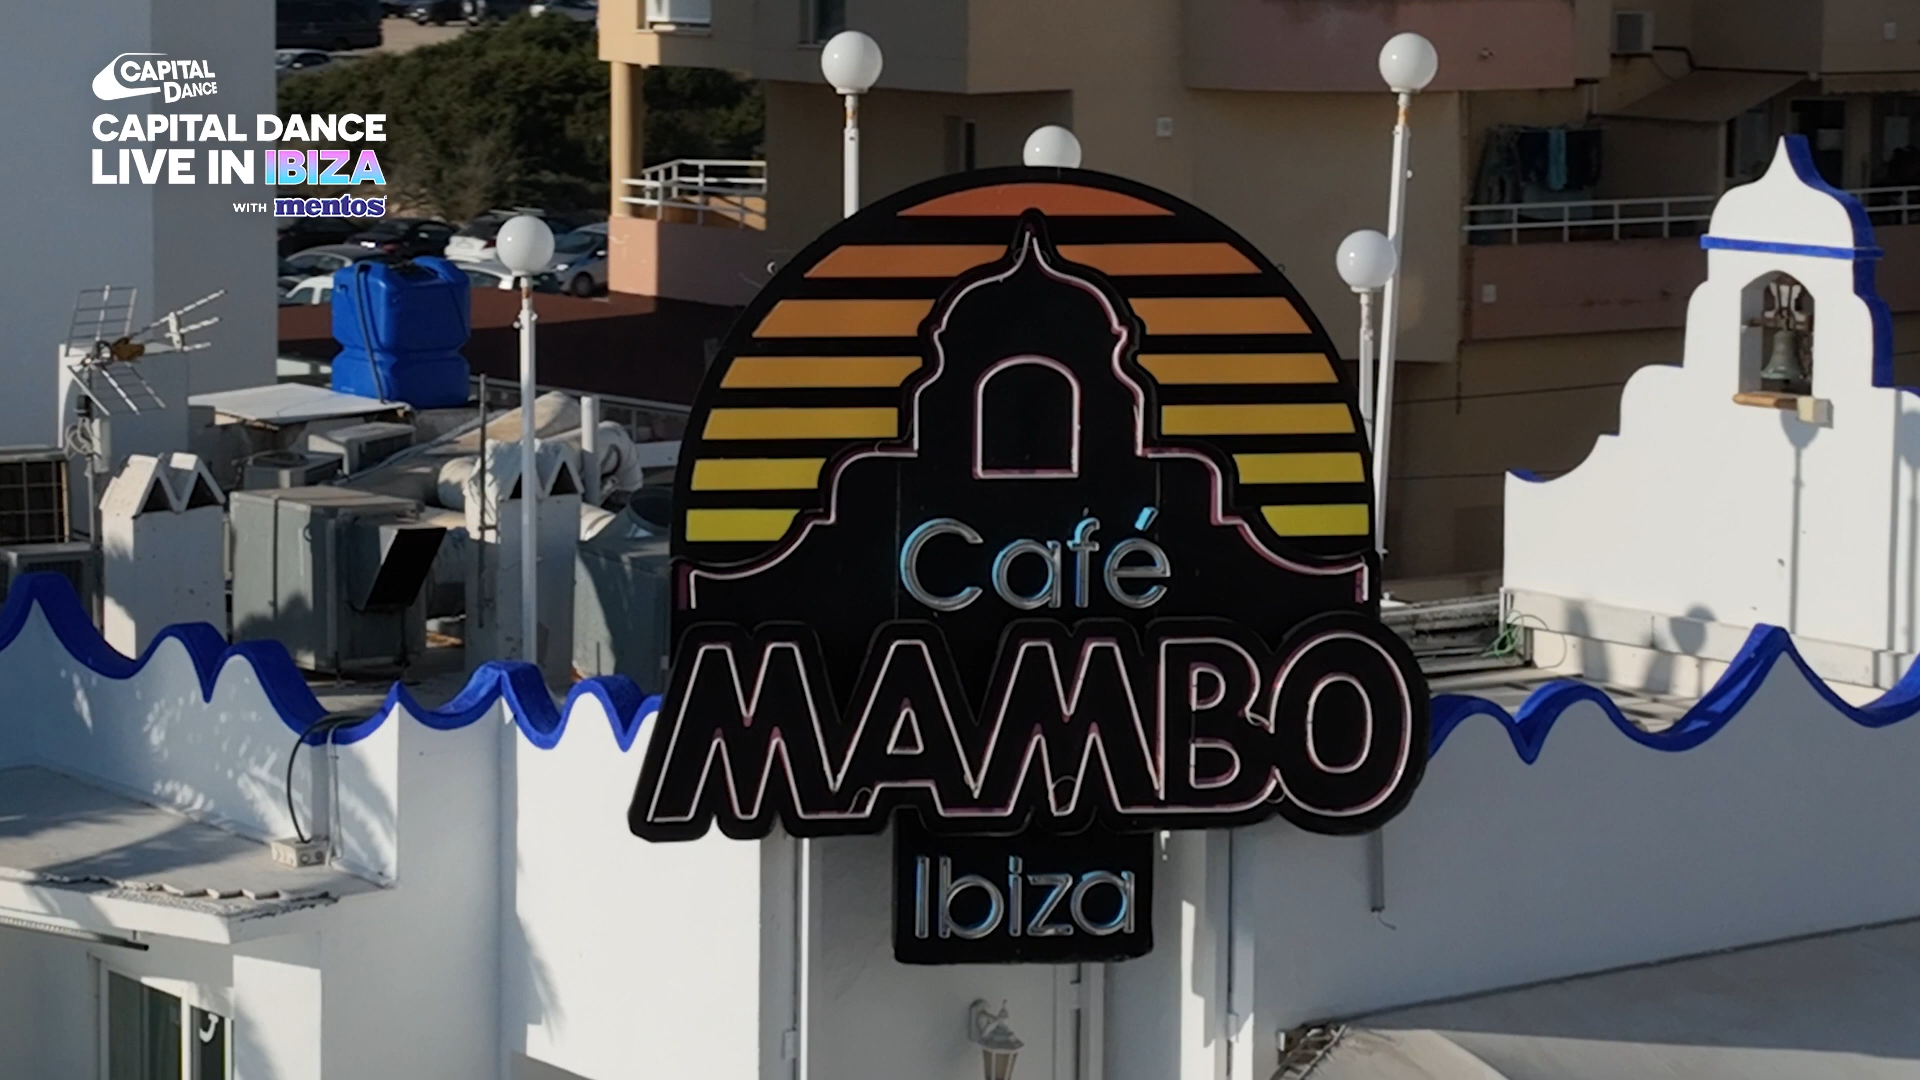 CAPITAL
DANCE
CAPITAL DANCE
LIVE IN IBIZA
WITH mentos
Café
MAMBO
Ibiza